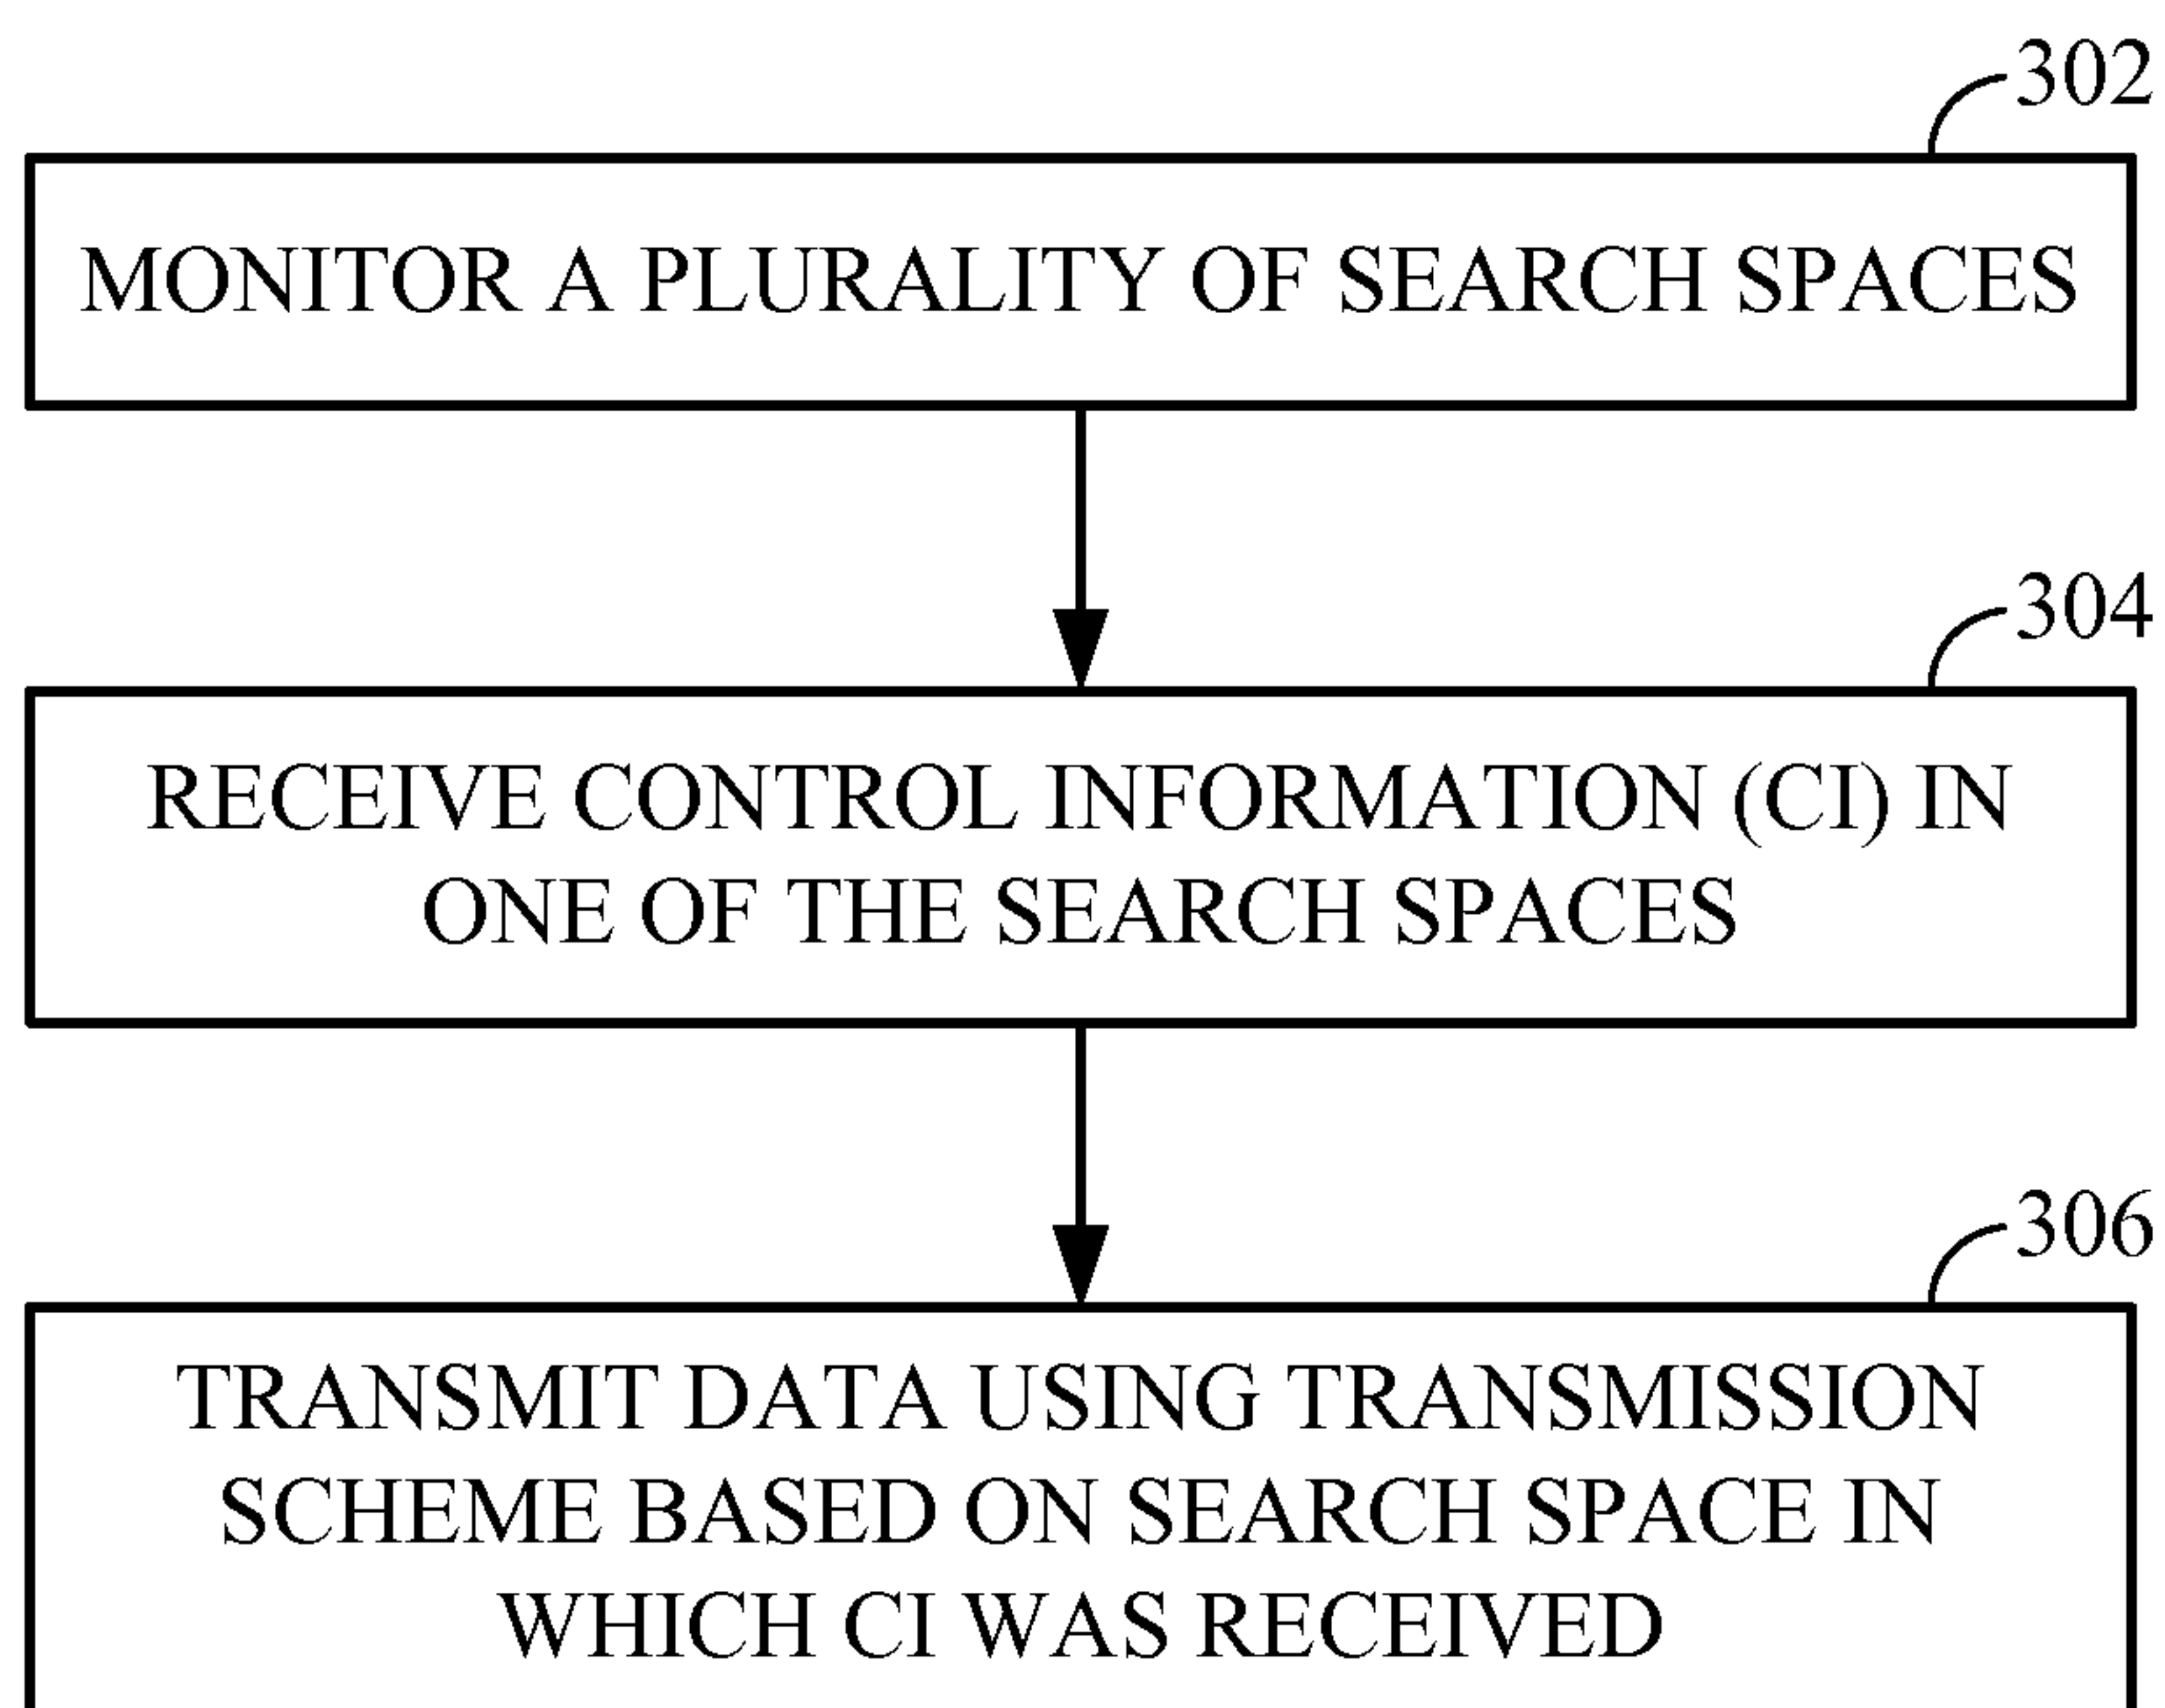 302
MONITOR A PLURALITY OF SEARCH SPACES
304
RECEIVE CONTROL INFORMATION (CI) IN
ONE OF THE SEARCH SPACES
306
TRANSMIT DATA USING TRANSMISSION
SCHEME BASED ON SEARCH SPACE IN
WHICH CI WAS RECEIVED